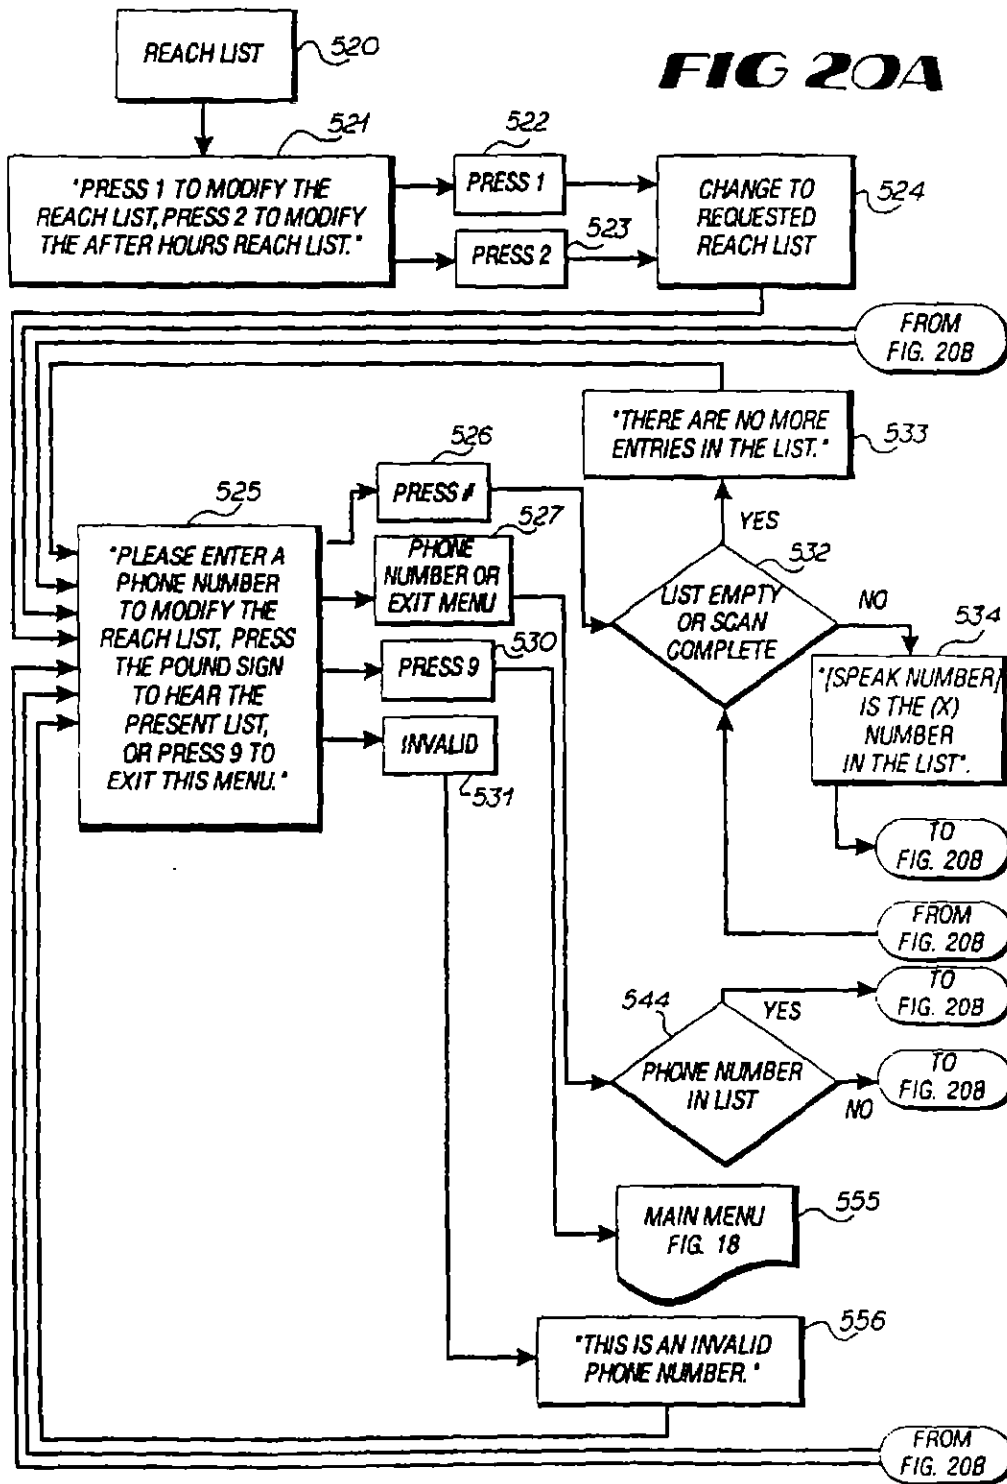 FIG 20A
REACH LIST
520
521
"PRESS 1 TO MODIFY THE
REACH LIST, PRESS 2 TO MODIFY
THE AFTER HOURS REACH LIST."
522
PRESS 1
523
PRESS 2
CHANGE TO
REQUESTED
REACH LIST
524
FROM
FIG. 20B
"THERE ARE NO MORE
ENTRIES IN THE LIST."
533
525
"PLEASE ENTER A
PHONE NUMBER
TO MODIFY THE
REACH LIST, PRESS
THE POUND SIGN
TO HEAR THE
PRESENT LIST,
OR PRESS 9 TO
EXIT THIS MENU."
526
PRESS #
527
PHONE
NUMBER OR
EXIT MENU
530
PRESS 9
INVALID
531
YES
532
LIST EMPTY
OR SCAN
COMPLETE
NO
534
"[SPEAK NUMBER]
IS THE (X)
NUMBER
IN THE LIST".
TO
FIG. 20B
FROM
FIG. 20B
544
YES
TO
FIG. 20B
PHONE NUMBER
IN LIST
NO
TO
FIG. 20B
MAIN MENU
FIG. 18
555
"THIS IS AN INVALID
PHONE NUMBER."
556
FROM
FIG. 20B